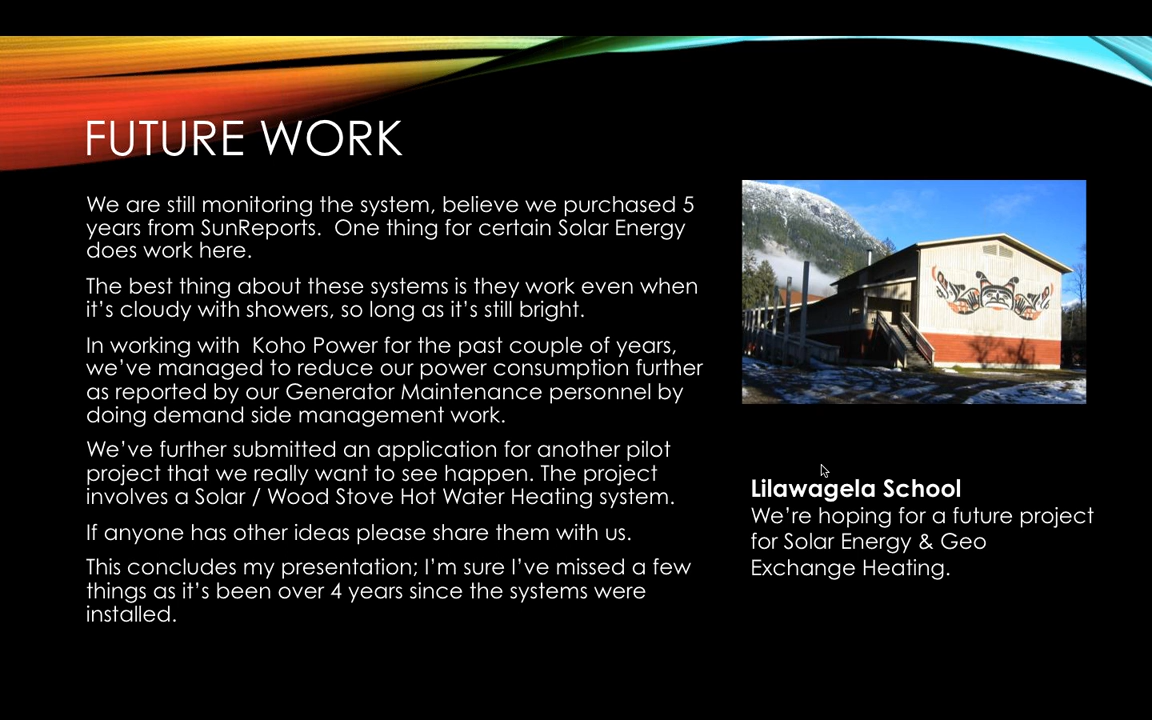 FUTURE WORK
We are still monitoring the system, believe we purchased 5
years from SunReports.  One thing for certain Solar Energy
does work here.
The best thing about these systems is they work even when
it's cloudy with showers, so long as it's still bright.
In working with  Koho Power for the past couple of years,
we've managed to reduce our power consumption further
as reported by our Generator Maintenance personnel by
doing demand side management work.
We've further submitted an application for another pilot
project that we really want to see happen. The project
involves a Solar / Wood Stove Hot Water Heating system.
If anyone has other ideas please share them with us.
This concludes my presentation; I'm sure I've missed a few
things as it's been over 4 years since the systems were
installed.
Lilawagela School
We're hoping for a future project
for Solar Energy & Geo
Exchange Heating.